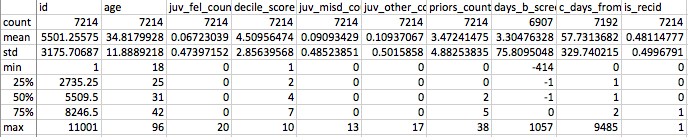 id age juv_fel_coun decile_score juv_misd_cou juv_other_co priors_count days_b_scree c_days_from is_recid
count 7214 7214 7214 7214 7214 7214 7214 6907 7192 7214
mean 5501.25575 34.8179928 0.06723039 4.50956474 0.09093429 0.10937067 3.47241475 3.30476328 57.7313682 0.48114777
std 3175.70687 11.8889218 0.47397152 2.85639568 0.48523851 0.5015858 4.88253835 75.8095048 329.740215 0.4996791
min 1 18 0 1 0 0 0 -414 0 0
25% 2735.25 25 0 2 0 0 0 -1 1 0
50% 5509.5 31 0 4 0 0 2 -1 1 0
75% 8246.5 42 0 7 0 0 5 0 2 1
max 11001 96 20 10 13 17 38 1057 9485 1